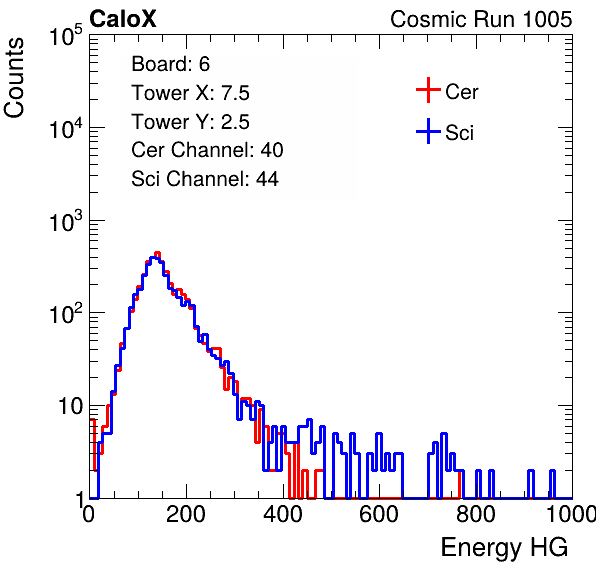 CaloX Cosmic Run 1005
Counts
10^5
10^4
10^3
10^2
10
1
Board: 6
Tower X: 7.5
Tower Y: 2.5
Cer Channel: 40
Sci Channel: 44
Cer
Sci
0 200 400 600 800 1000
Energy HG